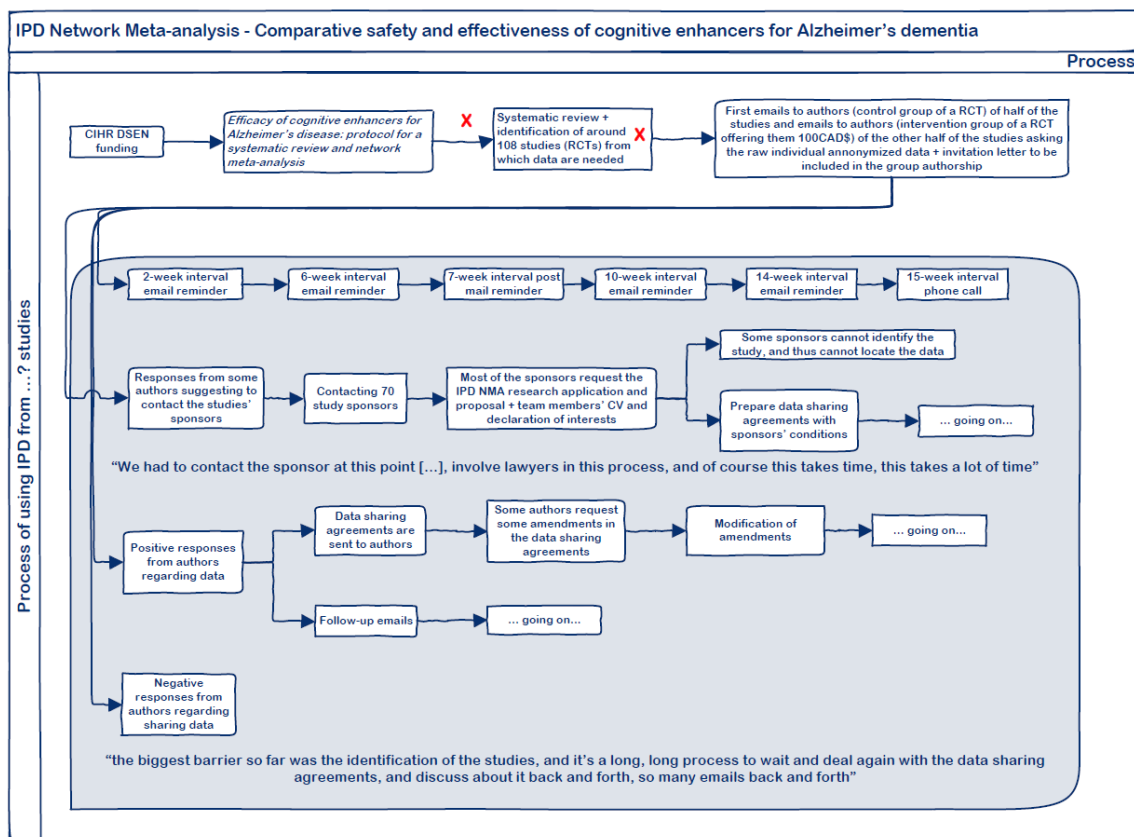 IPD Network Meta-analysis - Comparative safety and effectiveness of cognitive enhancers for Alzheimer's dementia
Process
Process of using IPD from ....? studies
CIHR DSEN
funding
Efficacy of cognitive enhancers for
Alzheimer's disease: protocol for a
systematic review and network
meta-analysis
X
Systematic review +
identification of around
108 studies (RCTs) from
which data are needed
X
First emails to authors (control group of a RCT) of half of the
studies and emails to authors (intervention group of a RCT
offering them 100CAD$) of the other half of the studies asking
the raw individual annonymized data + invitation letter to be
included in the group authorship
2-week interval
email reminder
6-week interval
email reminder
7-week interval post
mail reminder
10-week interval
email reminder
14-week interval
email reminder
15-week interval
phone call
Responses from some
authors suggesting to
contact the studies'
sponsors
Contacting 70
study sponsors
Most of the sponsors request the
IPD NMA research application and
proposal + team members' CV and
declaration of interests
Some sponsors cannot identify the
study, and thus cannot locate the data
Prepare data sharing
agreements with
sponsors' conditions
... going on...
“We had to contact the sponsor at this point [...], involve lawyers in this process, and of course this takes time, this takes a lot of time”
Positive responses
from authors
regarding data
Data sharing
agreements are
sent to authors
Some authors request
some amendments in
the data sharing
agreements
Modification of
amendments
... going on...
Follow-up emails
... going on...
Negative
responses from
authors regarding
sharing data
“the biggest barrier so far was the identification of the studies, and it's a long, long process to wait and deal again with the data sharing
agreements, and discuss about it back and forth, so many emails back and forth”